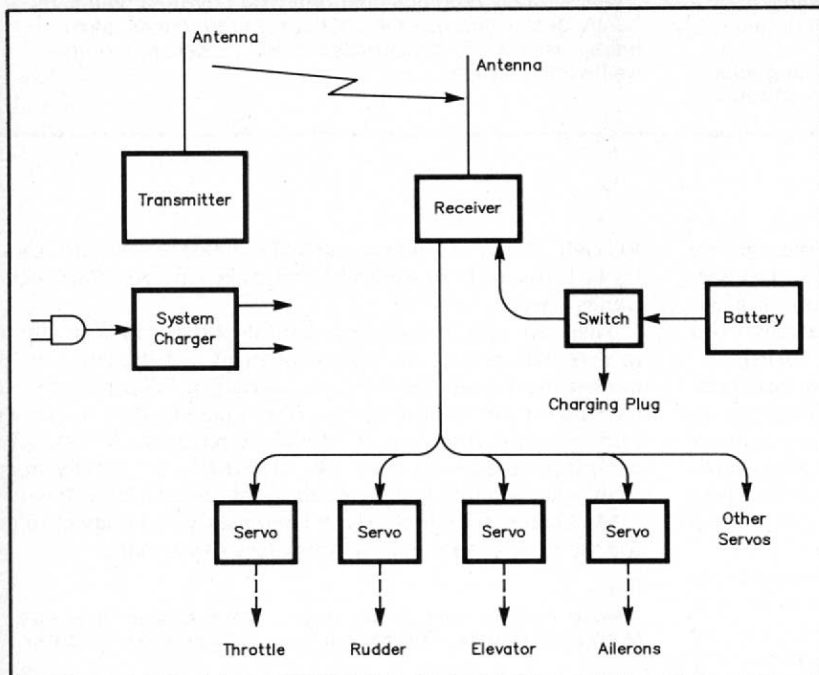 Antenna
Antenna
Transmitter
Receiver
System
Charger
Switch
Battery
Charging Plug
Servo
Servo
Servo
Servo
Other
Servos
Throttle
Rudder
Elevator
Ailerons